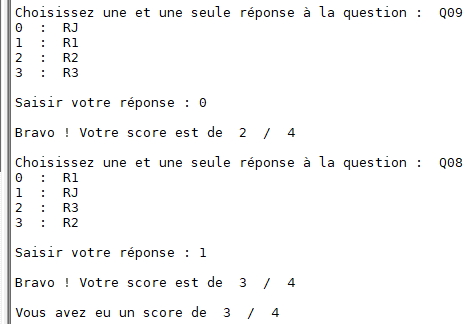 Choisissez une et une seule réponse à la question :  Q09
0  :  RJ
1  :  R1
2  :  R2
3  :  R3
Saisir votre réponse : 0
Bravo ! Votre score est de  2  /  4
Choisissez une et une seule réponse à la question :  Q08
0  :  R1
1  :  RJ
2  :  R3
3  :  R2
Saisir votre réponse : 1
Bravo ! Votre score est de  3  /  4
Vous avez eu un score de  3  /  4